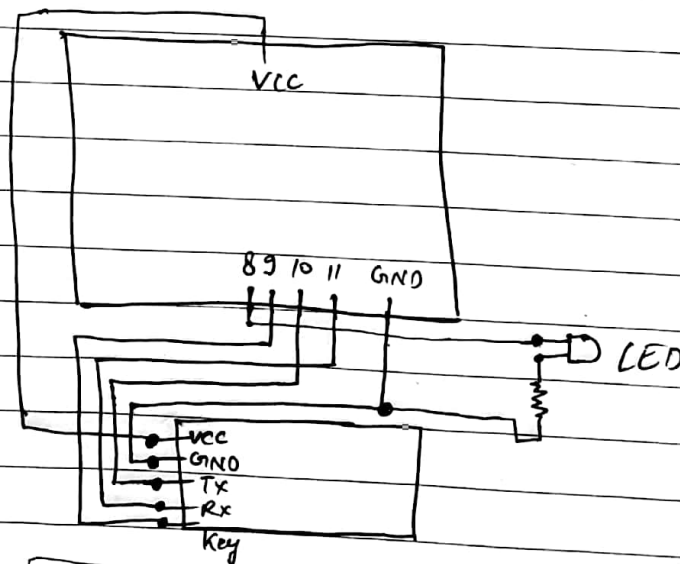 VCC
8 9 10 11 GND
LED
VCC
GND
Tx
Rx
Key